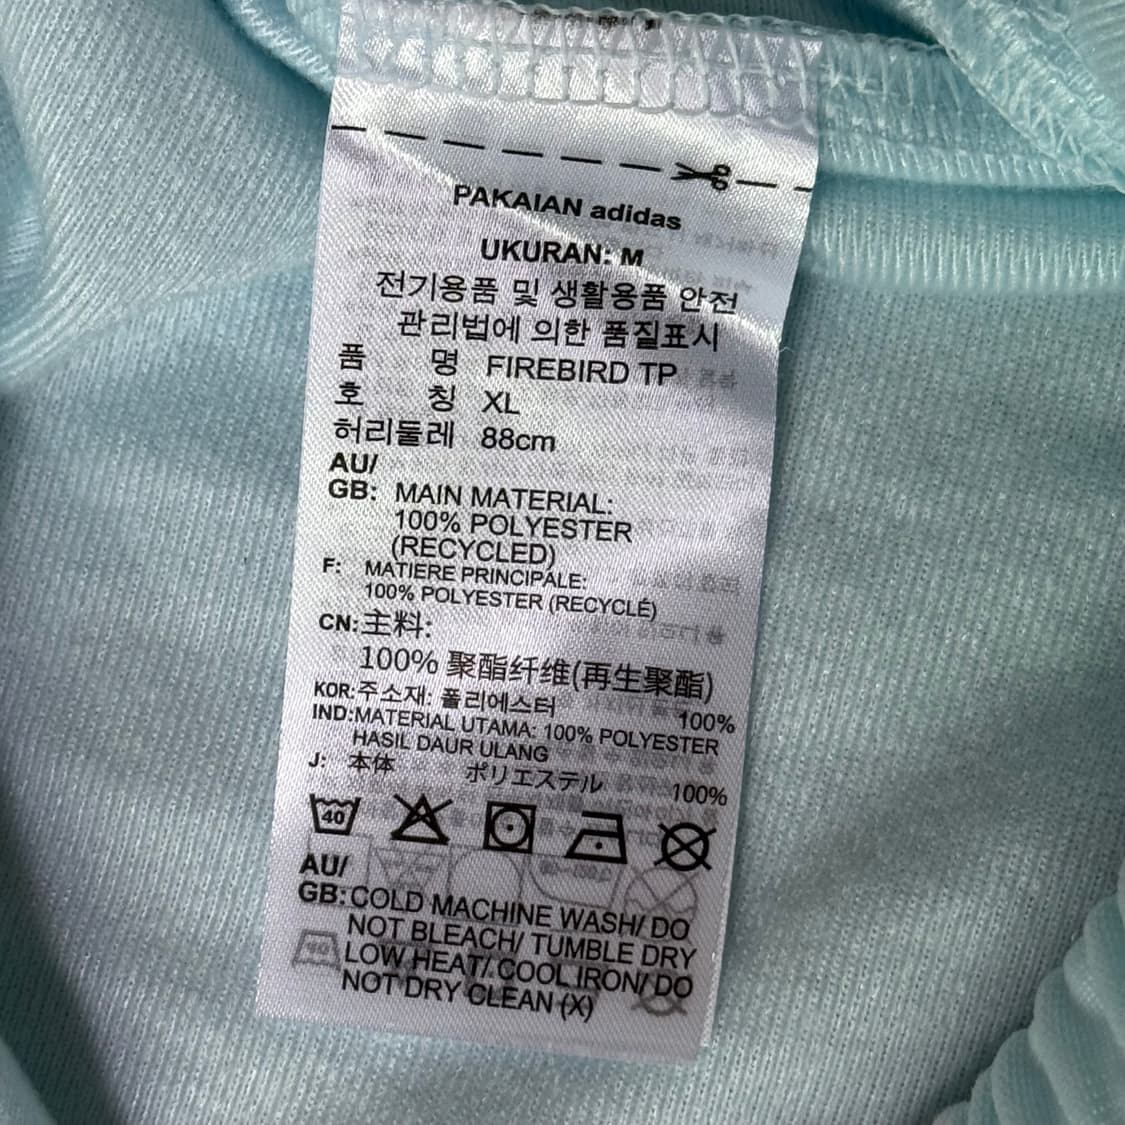 PAKAIAN adidas
UKURAN: M
전기용품 및 생활용품 안전
관리법에 의한 품질표시
품 명 FIREBIRD TP
호 칭 XL
허리둘레 88cm
AU/
GB: MAIN MATERIAL:
100% POLYESTER
(RECYCLED)
F: MATIERE PRINCIPALE:
100% POLYESTER (RECYCLÉ)
CN: 主料:
100% 聚酯纤维(再生聚酯)
KOR: 주소재: 폴리에스터 100%
IND: MATERIAL UTAMA: 100% POLYESTER
HASIL DAUR ULANG
J: 本体 ポリエステル 100%
40
AU/
GB: COLD MACHINE WASH/ DO
NOT BLEACH/ TUMBLE DRY
LOW HEAT/ COOL IRON/ DO
NOT DRY CLEAN (X)